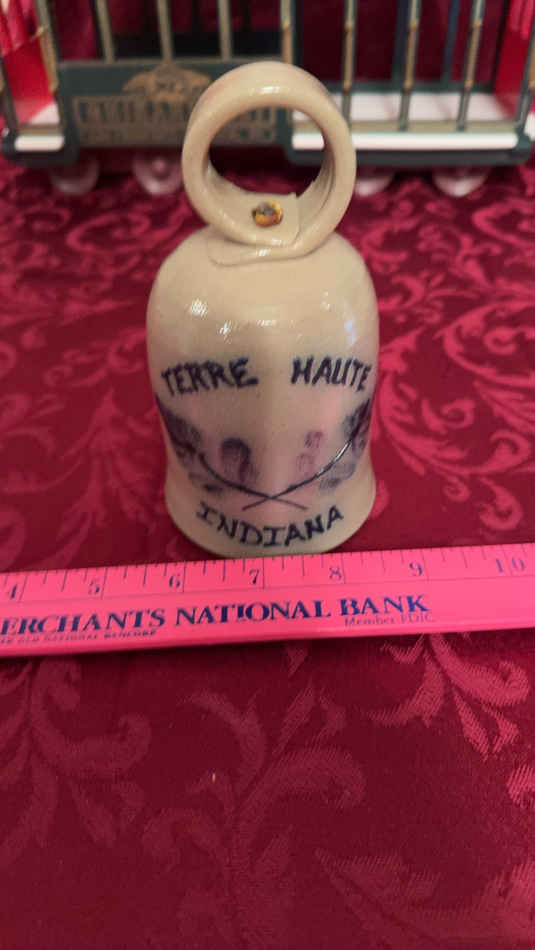 TERRE HAUTE
INDIANA
4 5 6 7 8 9 10
ERCHANTS NATIONAL BANK
Member FDIC